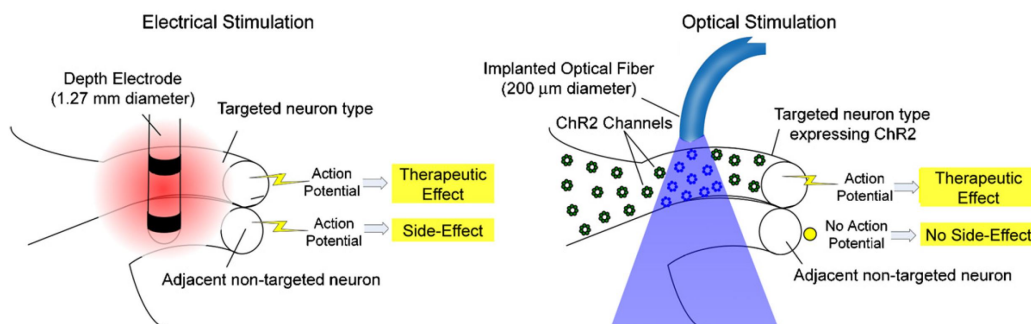 Electrical Stimulation
Depth Electrode
(1.27 mm diameter)
Targeted neuron type
Action
Potential
Therapeutic
Effect
Action
Potential
Side-Effect
Adjacent non-targeted neuron
Optical Stimulation
Implanted Optical Fiber
(200 μm diameter)
ChR2 Channels
Targeted neuron type
expressing ChR2
Action
Potential
Therapeutic
Effect
No Action
Potential
No Side-Effect
Adjacent non-targeted neuron